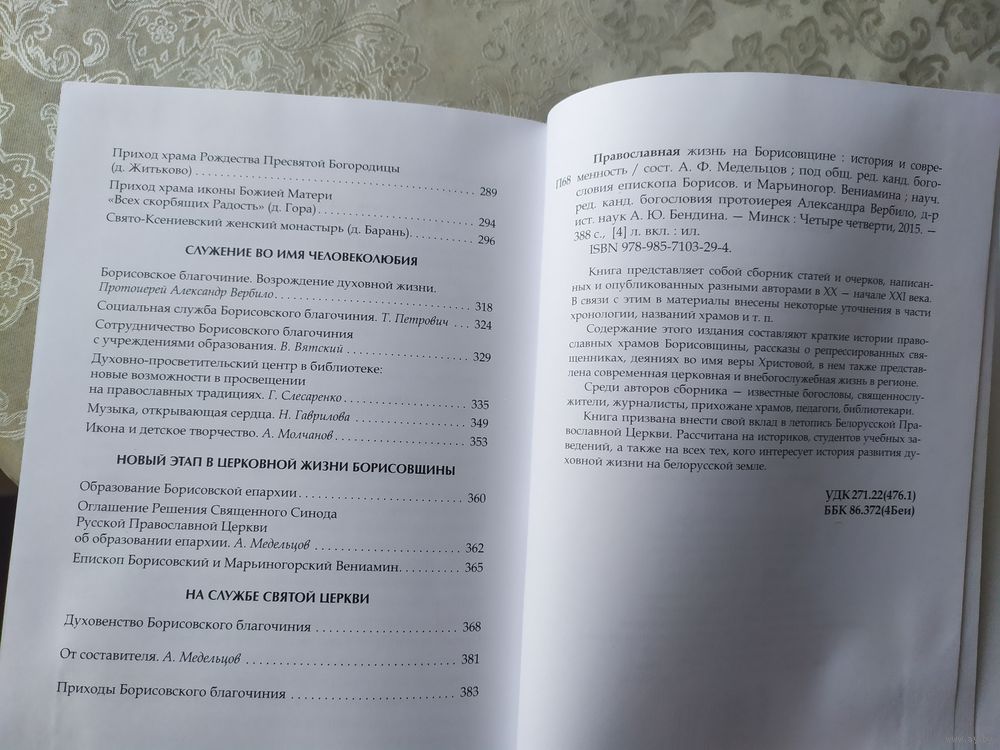 Приход храма Рождества Пресвятой Богородицы
(д. Житьково) . . . . . . . . . . . . . . . . . . . . . . . . . . . . . . . . . . . . . . . . 289
Приход храма иконы Божией Матери
«Всех скорбящих Радость» (д. Гора) . . . . . . . . . . . . . . . . . . . . . . 294
Свято-Ксениевский женский монастырь (д. Барань). . . . . . . . . . . 296
СЛУЖЕНИЕ ВО ИМЯ ЧЕЛОВЕКОЛЮБИЯ
Борисовское благочиние. Возрождение духовной жизни.
Протоиерей Александр Вербило . . . . . . . . . . . . . . . . . . . . . . . . . . . 318
Социальная служба Борисовского благочиния. Т. Петрович . . . 324
Сотрудничество Борисовского благочиния
с учреждениями образования. В. Вятский . . . . . . . . . . . . . . . . . . 329
Духовно-просветительский центр в библиотеке:
новые возможности в просвещении
на православных традициях. Г. Слесаренко . . . . . . . . . . . . . . . . . . 335
Музыка, открывающая сердца. Н. Гаврилова . . . . . . . . . . . . . . . . . 349
Икона и детское творчество. А. Молчанов . . . . . . . . . . . . . . . . . . . 353
НОВЫЙ ЭТАП В ЦЕРКОВНОЙ ЖИЗНИ БОРИСОВЩИНЫ
Образование Борисовской епархии . . . . . . . . . . . . . . . . . . . . . . . . 360
Оглашение Решения Священного Синода
Русской Православной Церкви
об образовании епархии. А. Медельцов . . . . . . . . . . . . . . . . . . . . . 362
Епископ Борисовский и Марьиногорский Вениамин. . . . . . . . . . 365
НА СЛУЖБЕ СВЯТОЙ ЦЕРКВИ
Духовенство Борисовского благочиния . . . . . . . . . . . . . . . . . . . . . 368
От составителя. А. Медельцов . . . . . . . . . . . . . . . . . . . . . . . . . . . . . . 381
Приходы Борисовского благочиния . . . . . . . . . . . . . . . . . . . . . . . . 383
Православная жизнь на Борисовщине : история и совре-
П68 менность / сост. А. Ф. Медельцов ; под общ. ред. канд. бого-
словия епископа Борисов. и Марьиногор. Вениамина ; науч.
ред. канд. богословия протоиерея Александра Вербило, д-р
ист. наук А. Ю. Бендина. — Минск : Четыре четверти, 2015. —
388 с., [4] л. вкл. : ил.
ISBN 978-985-7103-29-4.
Книга представляет собой сборник статей и очерков, написан-
ных и опубликованных разными авторами в XX — начале XXI века.
В связи с этим в материалы внесены некоторые уточнения в части
хронологии, названий храмов и т. п.
Содержание этого издания составляют краткие истории право-
славных храмов Борисовщины, рассказы о репрессированных свя-
щенниках, деяниях во имя веры Христовой, в нем также представ-
лена современная церковная и внебогослужебная жизнь в регионе.
Среди авторов сборника — известные богословы, священнослу-
жители, журналисты, прихожане храмов, педагоги, библиотекари.
Книга призвана внести свой вклад в летопись Белорусской Пра-
вославной Церкви. Рассчитана на историков, студентов учебных за-
ведений, а также на всех тех, кого интересует история развития ду-
ховной жизни на белорусской земле.
УДК 271.22(476.1)
ББК 86.372(4Беи)